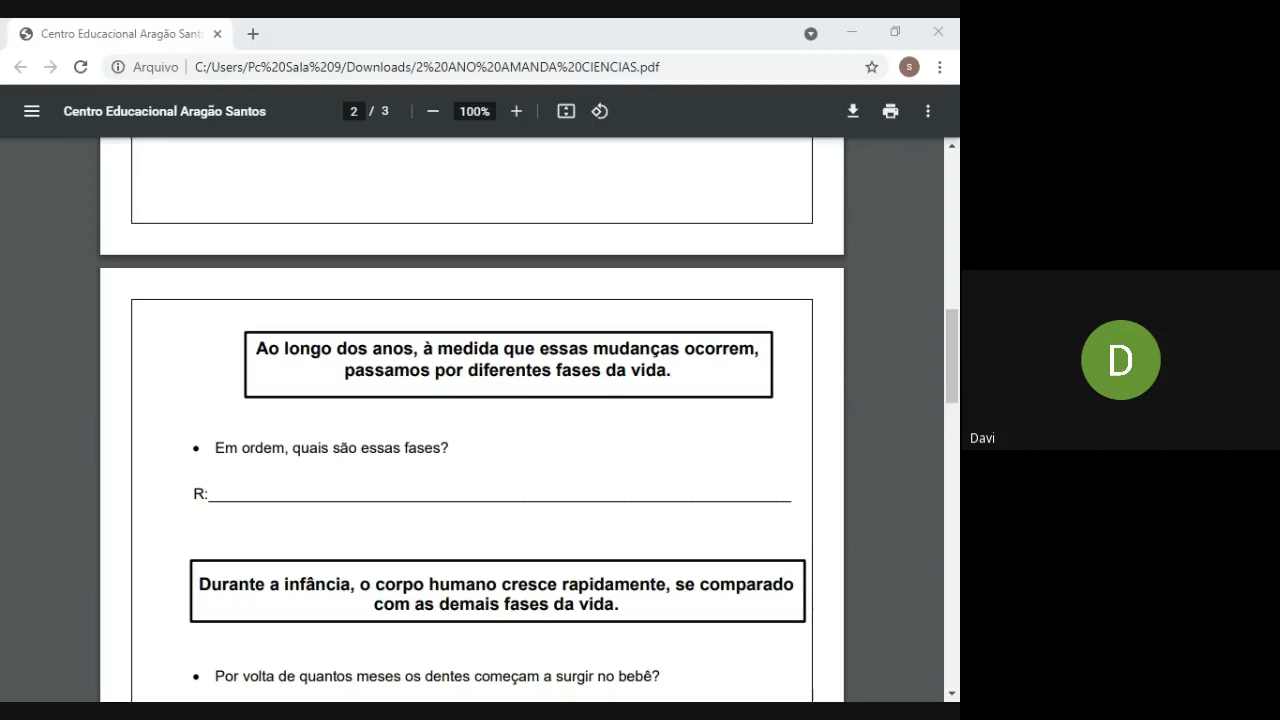 Centro Educacional Aragão Sant
Arquivo | C:/Users/Pc%20Sala%209/Downloads/2%20ANO%20AMANDA%20CIENCIAS.pdf
S
Centro Educacional Aragão Santos
2 / 3
100%
Ao longo dos anos, à medida que essas mudanças ocorrem,
passamos por diferentes fases da vida.
• Em ordem, quais são essas fases?
R:______________________________________________________________________
Durante a infância, o corpo humano cresce rapidamente, se comparado
com as demais fases da vida.
• Por volta de quantos meses os dentes começam a surgir no bebê?
D
Davi